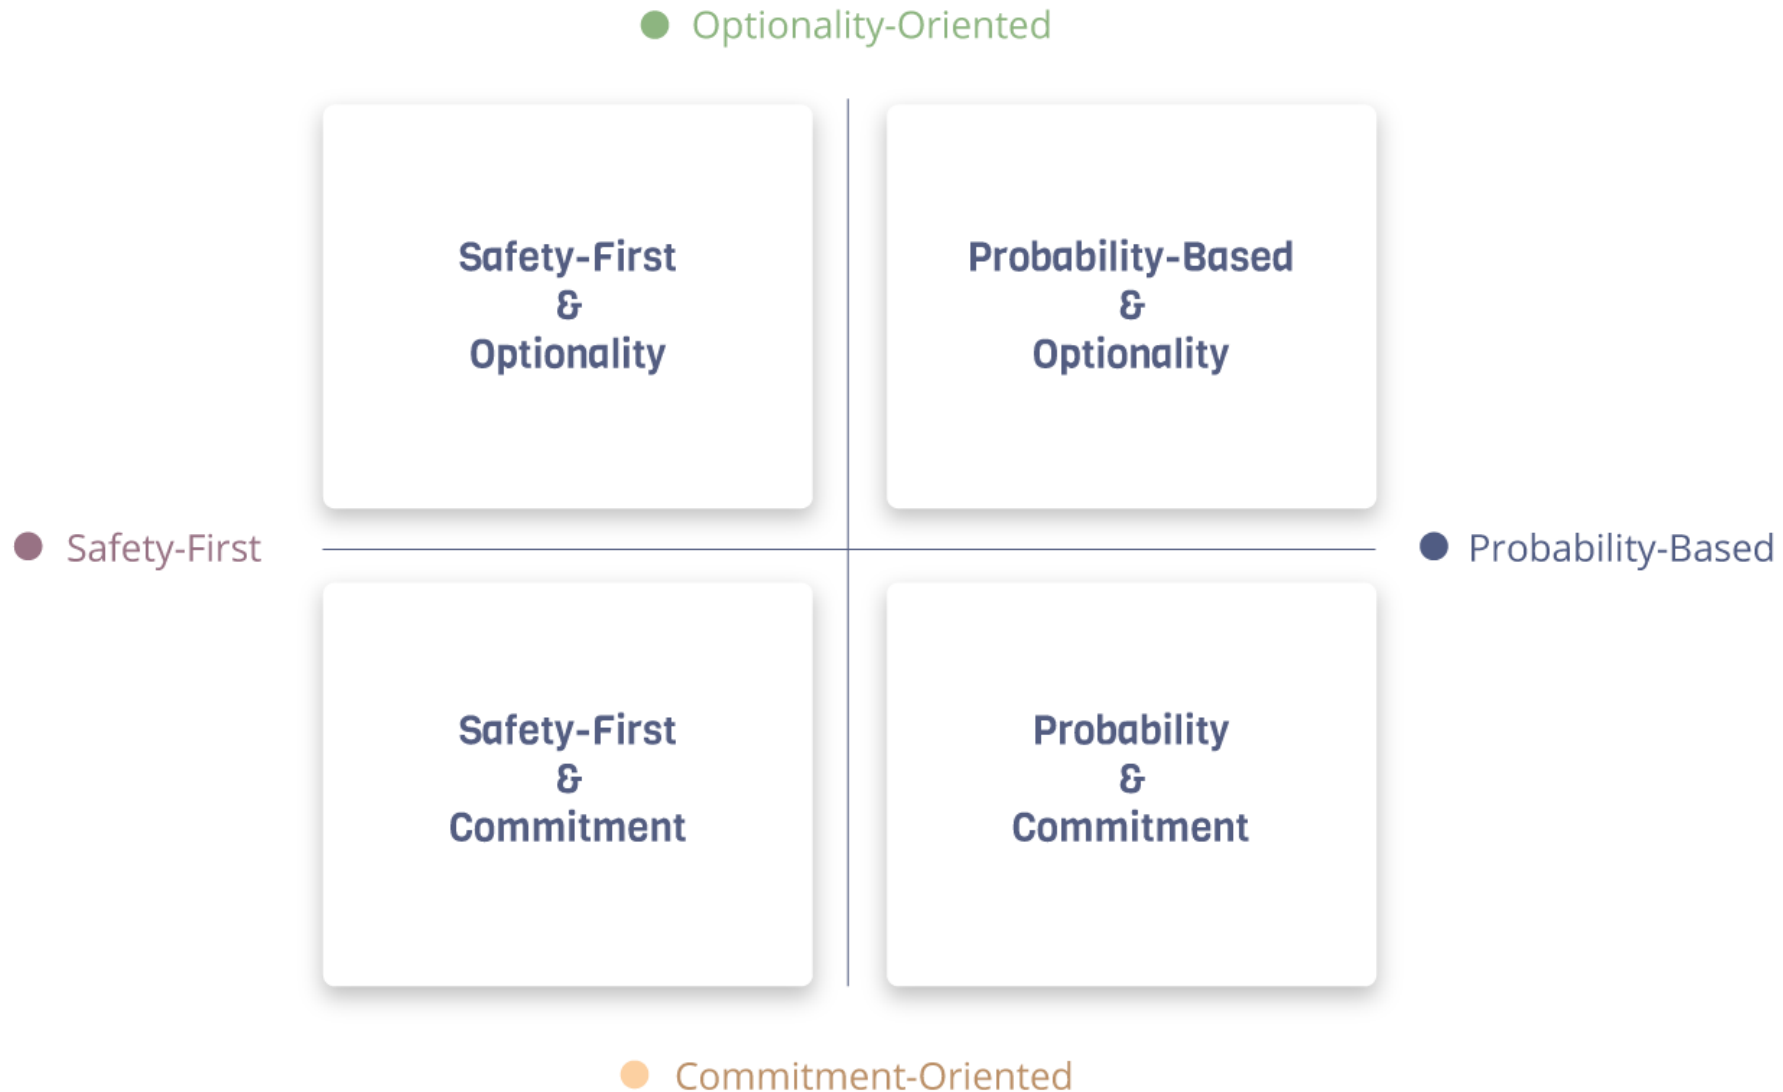 Optionality-Oriented
Safety-First
&
Optionality
Probability-Based
&
Optionality
Safety-First
Probability-Based
Safety-First
&
Commitment
Probability
&
Commitment
Commitment-Oriented